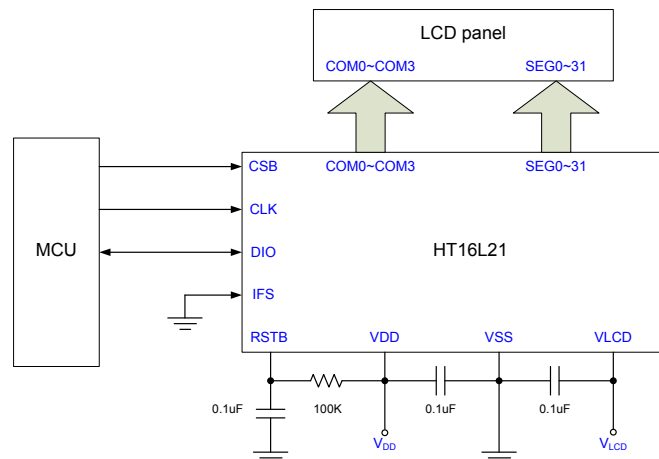 LCD panel
COM0~COM3 SEG0~31
COM0~COM3 SEG0~31
CSB
CLK
MCU DIO HT16L21
IFS
RSTB VDD VSS VLCD
0.1uF 100K 0.1uF 0.1uF
VDD VLCD